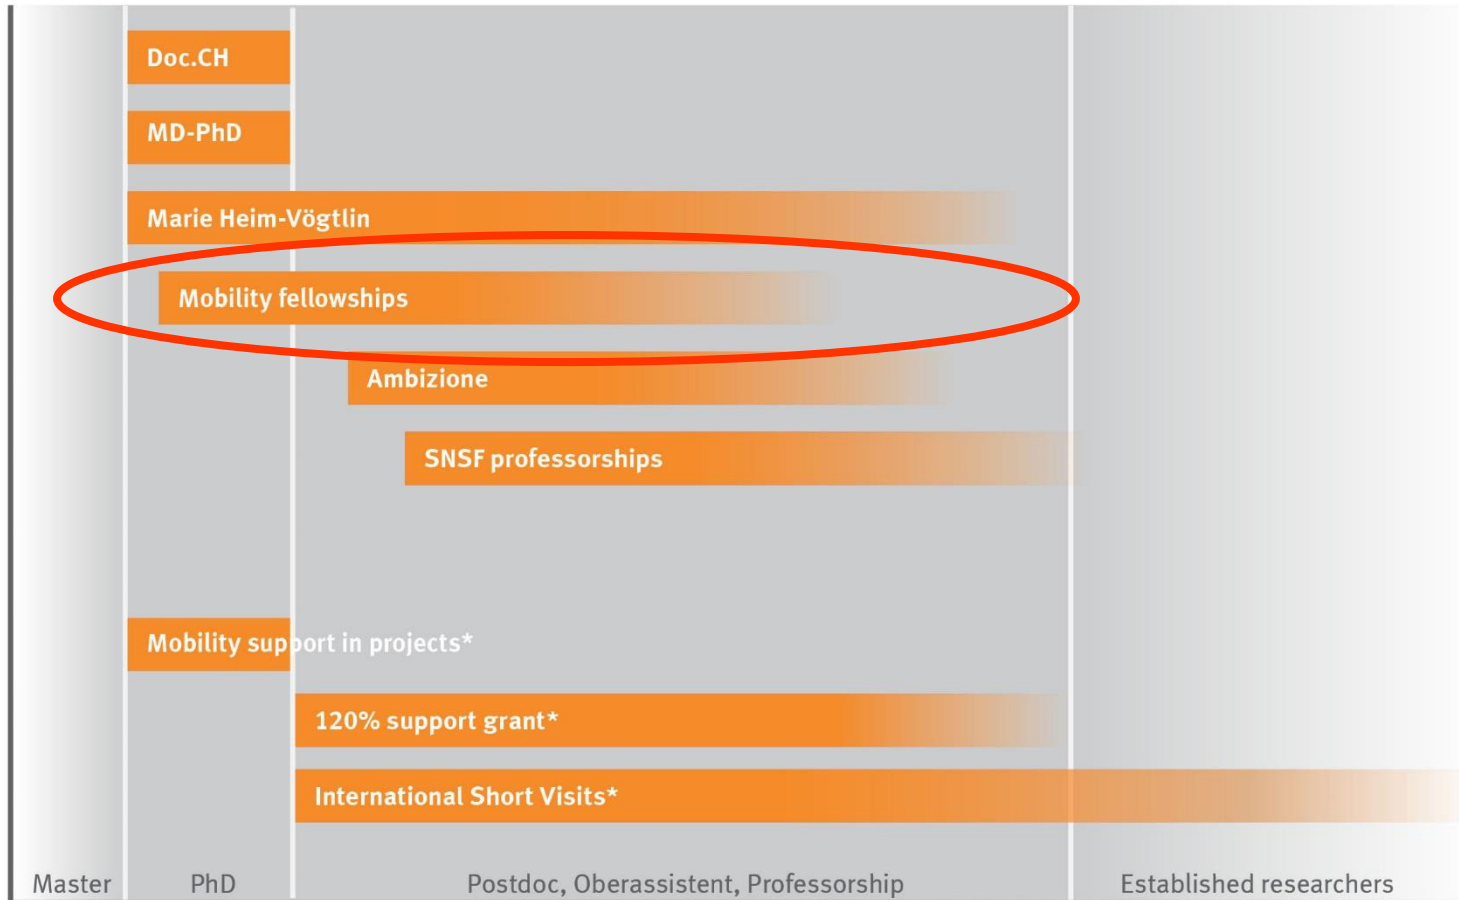 Doc.CH
MD-PhD
Marie Heim-Vögtlin
Mobility fellowships
Ambizione
SNSF professorships
Mobility support in projects*
120% support grant*
International Short Visits*
Master PhD Postdoc, Oberassistent, Professorship Established researchers